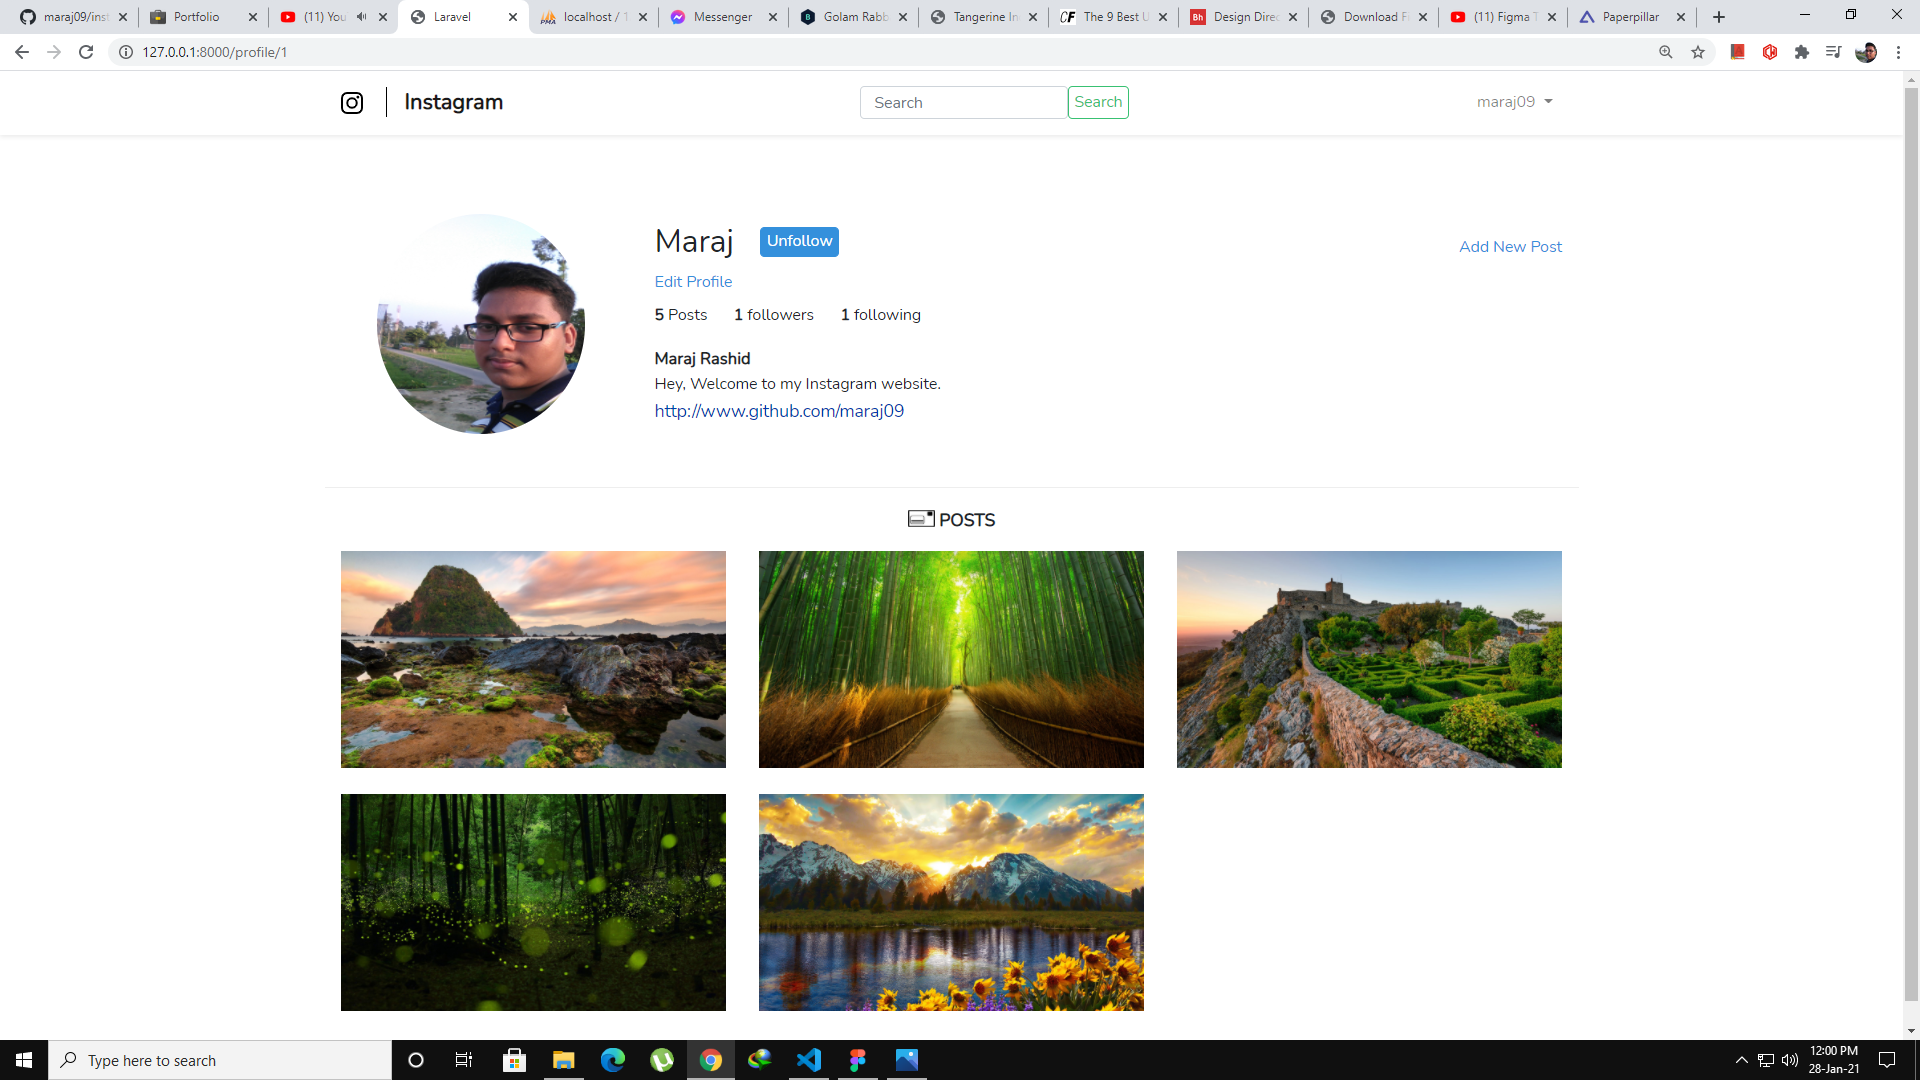 maraj09/inst
Portfolio
(11) You
Laravel
localhost / 1
Messenger
Golam Rabb
Tangerine In
The 9 Best U
Design Direc
Download Fi
(11) Figma T
Paperpillar
127.0.0.1:8000/profile/1
Instagram
Search
Search
maraj09
Maraj
Unfollow
Add New Post
Edit Profile
5 Posts 1 followers 1 following
Maraj Rashid
Hey, Welcome to my Instagram website.
http://www.github.com/maraj09
POSTS
Type here to search
12:00 PM
28-Jan-21